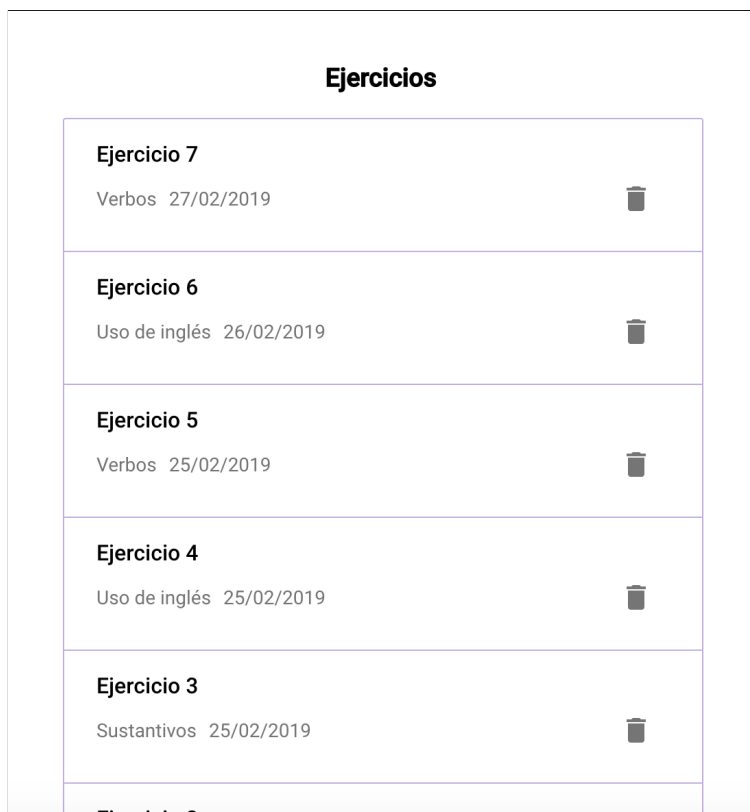 Ejercicios
Ejercicio 7
Verbos 27/02/2019
Ejercicio 6
Uso de inglés 26/02/2019
Ejercicio 5
Verbos 25/02/2019
Ejercicio 4
Uso de inglés 25/02/2019
Ejercicio 3
Sustantivos 25/02/2019